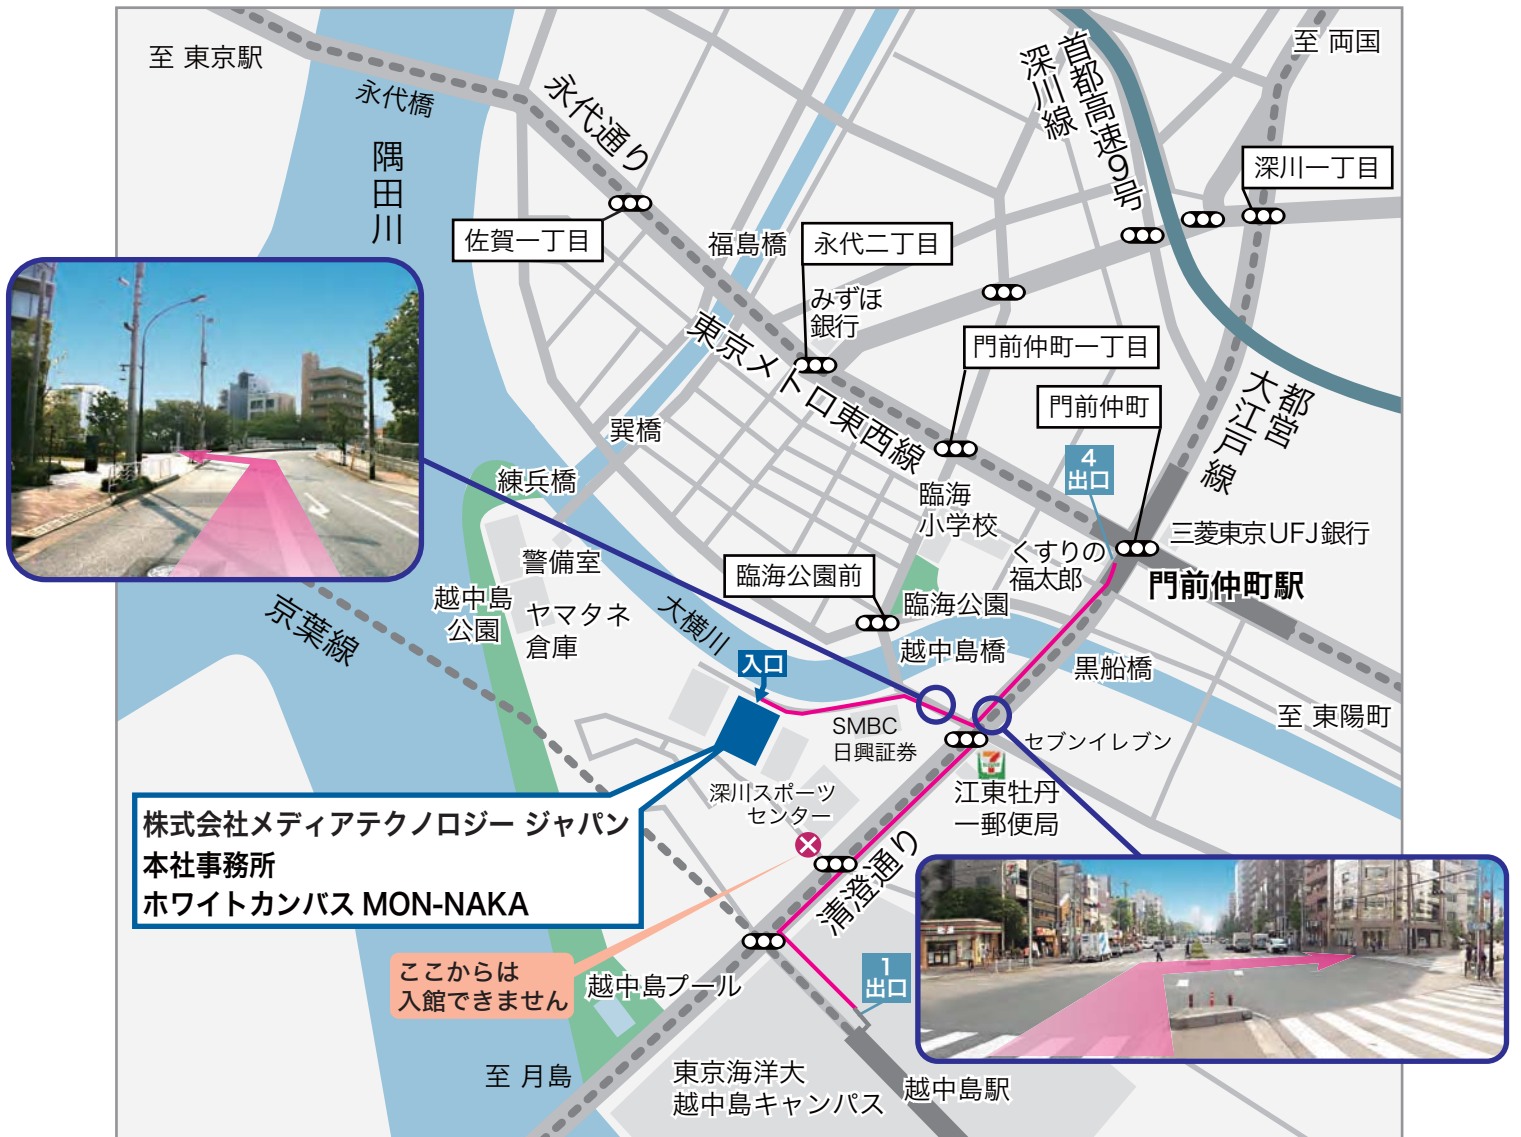 至 東京駅
永代橋
隅田川
永代通り
佐賀一丁目
福島橋
永代二丁目
みずほ
銀行
首都高速9号
深川線
至 両国
深川一丁目
東京メトロ東西線
門前仲町一丁目
門前仲町
都営
大江戸線
巽橋
練兵橋
警備室
ヤマタネ
倉庫
越中島
公園
京葉線
大横川
臨海
小学校
4
出口
三菱東京UFJ銀行
くすりの
福太郎
門前仲町駅
臨海公園前
臨海公園
越中島橋
黒船橋
入口
至 東陽町
SMBC
日興証券
セブンイレブン
江東牡丹
一郵便局
深川スポーツ
センター
株式会社メディアテクノロジー ジャパン
本社事務所
ホワイトカンバス MON-NAKA
清澄通り
ここからは
入館できません
越中島プール
1
出口
至 月島
東京海洋大
越中島キャンパス
越中島駅